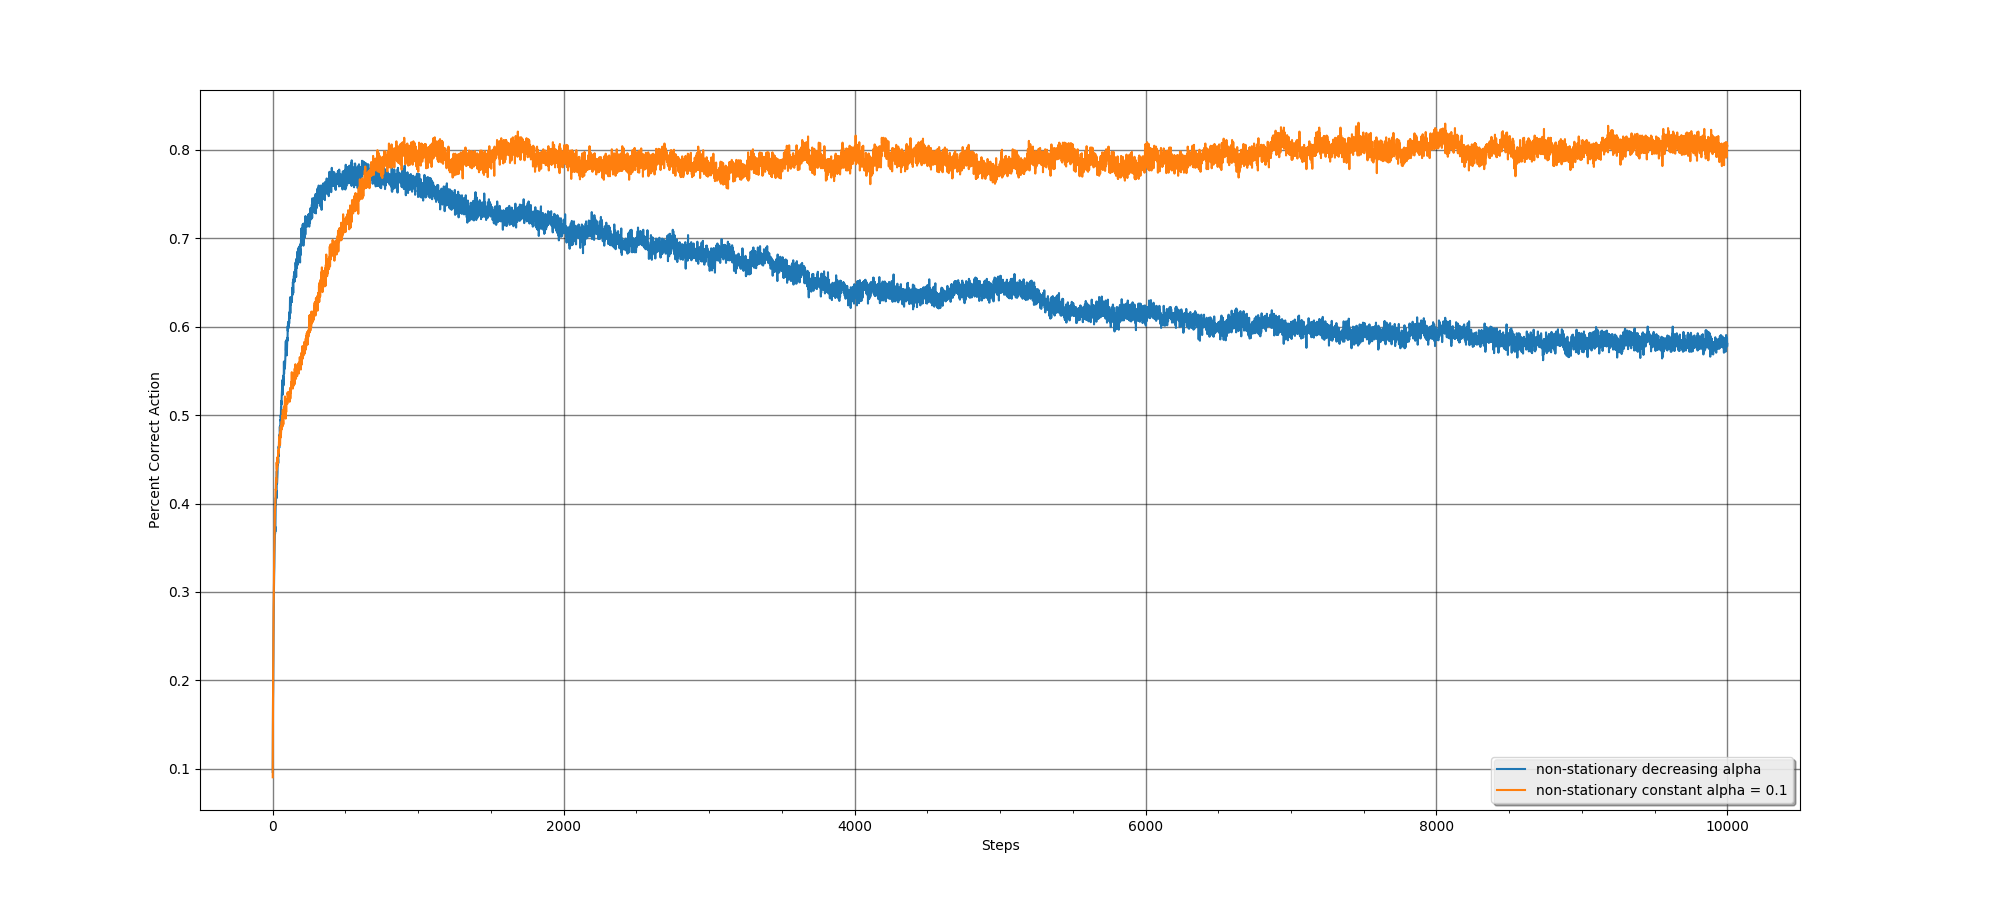 0.8
0.7
0.6
0.5
0.4
0.3
0.2
0.1
Percent Correct Action
0 2000 4000 6000 8000 10000
Steps
non-stationary decreasing alpha
non-stationary constant alpha = 0.1